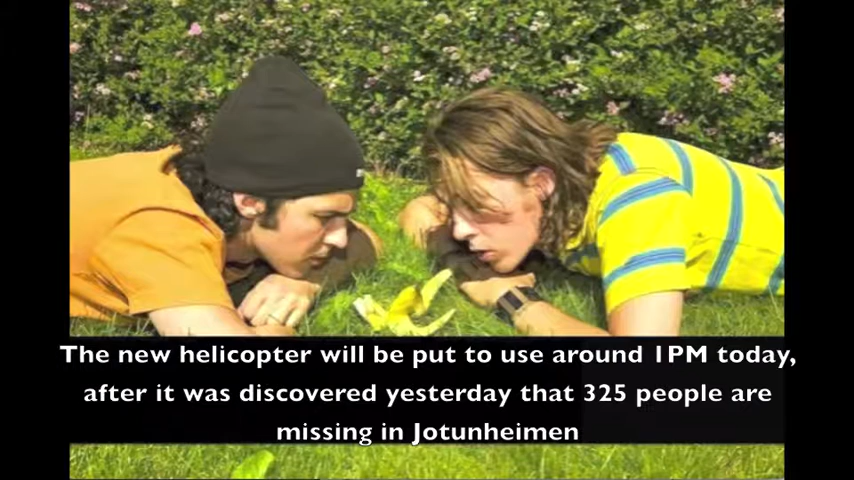 The new helicopter will be put to use around 1PM today,
after it was discovered yesterday that 325 people are
missing in Jotunheimen